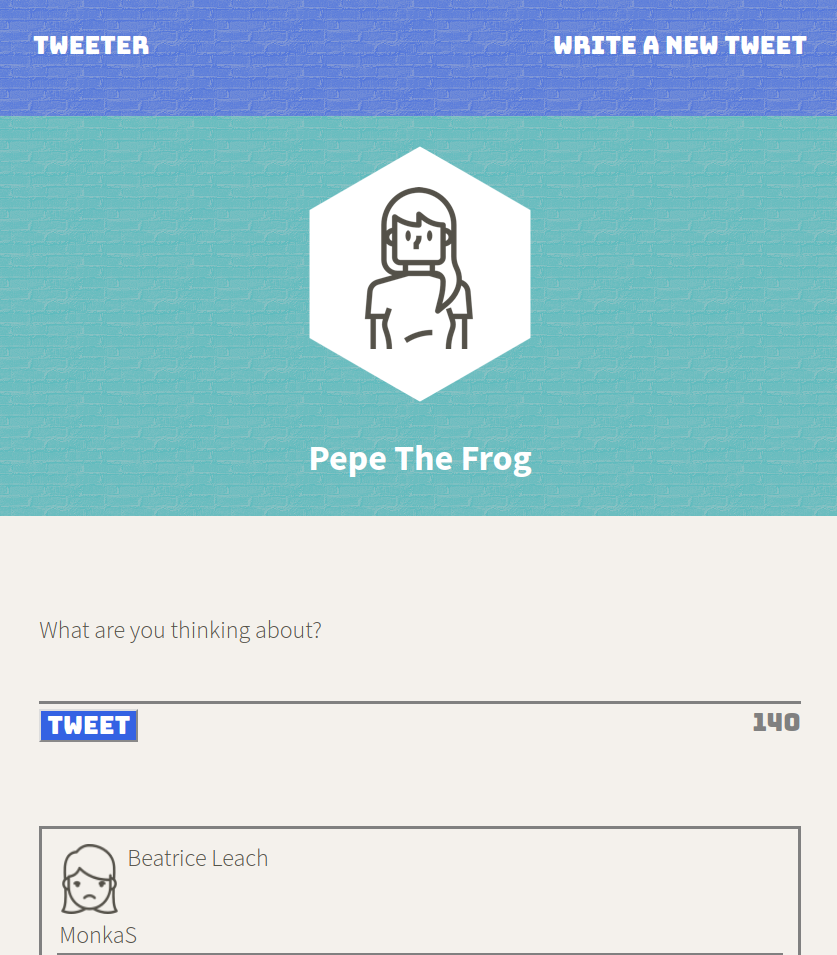 TWEETER
WRITE A NEW TWEET
Pepe The Frog
What are you thinking about?
TWEET
140
Beatrice Leach
MonkaS